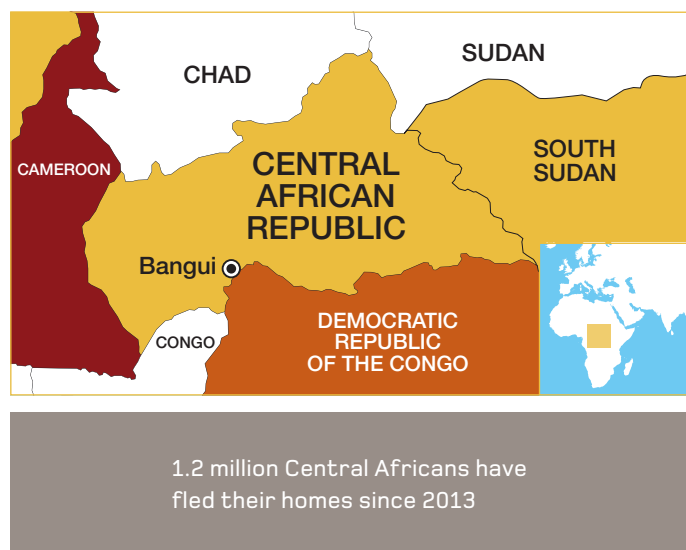 CHAD
SUDAN
CAMEROON
CENTRAL
AFRICAN
REPUBLIC
SOUTH
SUDAN
Bangui
CONGO
DEMOCRATIC
REPUBLIC
OF THE CONGO
1.2 million Central Africans have
fled their homes since 2013